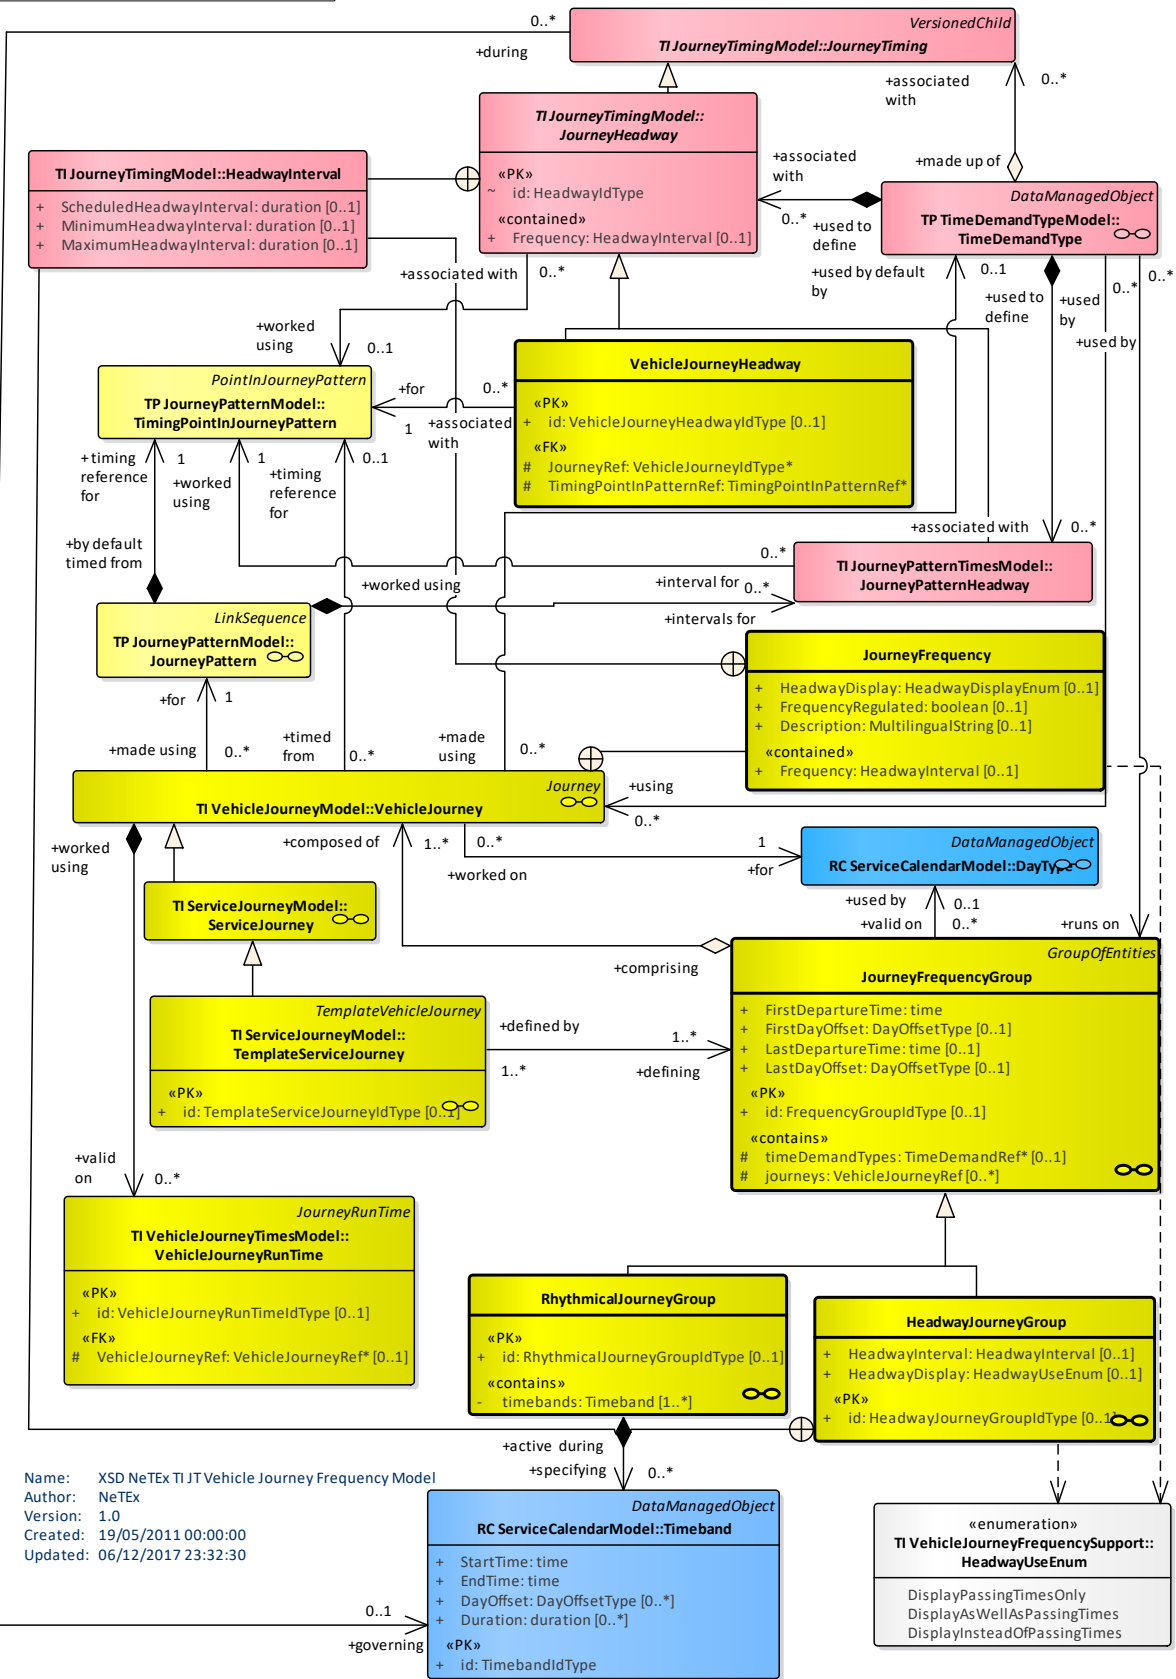 0..*
+during
VersionedChild
TI JourneyTimingModel::JourneyTiming
+associated
with
0..*
TI JourneyTimingModel::
JourneyHeadway
«PK»
~ id: HeadwayIdType
«contained»
+ Frequency: HeadwayInterval [0..1]
TI JourneyTimingModel::HeadwayInterval
+ ScheduledHeadwayInterval: duration [0..1]
+ MinimumHeadwayInterval: duration [0..1]
+ MaximumHeadwayInterval: duration [0..1]
+associated
with
+made up of
0..*
+used to
define
DataManagedObject
TP TimeDemandTypeModel::
TimeDemandType
+associated with
0..*
+used by default
by
0..1
+used to
define
+used
by
0..*
0..*
+used by
+worked
using
0..1
PointInJourneyPattern
TP JourneyPatternModel::
TimingPointInJourneyPattern
+for
1
0..*
+associated
with
VehicleJourneyHeadway
«PK»
+ id: VehicleJourneyHeadwayIdType [0..1]
«FK»
# JourneyRef: VehicleJourneyIdType*
# TimingPointInPatternRef: TimingPointInPatternRef*
+ timing
reference
for
1
+worked
using
1
+timing
reference
for
0..1
+associated with
0..*
+by default
timed from
+worked using
0..*
+interval for
0..*
+intervals for
TI JourneyPatternTimesModel::
JourneyPatternHeadway
LinkSequence
TP JourneyPatternModel::
JourneyPattern
JourneyFrequency
+ HeadwayDisplay: HeadwayDisplayEnum [0..1]
+ FrequencyRegulated: boolean [0..1]
+ Description: MultilingualString [0..1]
«contained»
+ Frequency: HeadwayInterval [0..1]
+for
1
+made using
0..*
+timed
from
0..*
+made
using
0..*
Journey
TI VehicleJourneyModel::VehicleJourney
+using
0..*
+worked
using
+composed of
1..*
0..*
+worked on
1
+for
DataManagedObject
RC ServiceCalendarModel::DayType
TI ServiceJourneyModel::
ServiceJourney
+used by
0..1
+valid on
0..*
+runs on
+comprising
GroupOfEntities
JourneyFrequencyGroup
+ FirstDepartureTime: time
+ FirstDayOffset: DayOffsetType [0..1]
+ LastDepartureTime: time [0..1]
+ LastDayOffset: DayOffsetType [0..1]
«PK»
+ id: FrequencyGroupIdType [0..1]
«contains»
# timeDemandTypes: TimeDemandRef* [0..1]
# journeys: VehicleJourneyRef [0..*]
TemplateVehicleJourney
TI ServiceJourneyModel::
TemplateServiceJourney
«PK»
+ id: TemplateServiceJourneyIdType [0..1]
+defined by
1..*
1..*
+defining
+valid
on
0..*
JourneyRunTime
TI VehicleJourneyTimesModel::
VehicleJourneyRunTime
«PK»
+ id: VehicleJourneyRunTimeIdType [0..1]
«FK»
# VehicleJourneyRef: VehicleJourneyRef* [0..1]
RhythmicalJourneyGroup
«PK»
+ id: RhythmicalJourneyGroupIdType [0..1]
«contains»
- timebands: Timeband [1..*]
HeadwayJourneyGroup
+ HeadwayInterval: HeadwayInterval [0..1]
+ HeadwayDisplay: HeadwayUseEnum [0..1]
«PK»
+ id: HeadwayJourneyGroupIdType [0..1]
+active during
+specifying
0..*
Name: XSD NeTEx TI JT Vehicle Journey Frequency Model
Author: NeTEx
Version: 1.0
Created: 19/05/2011 00:00:00
Updated: 06/12/2017 23:32:30
DataManagedObject
RC ServiceCalendarModel::Timeband
+ StartTime: time
+ EndTime: time
+ DayOffset: DayOffsetType [0..*]
+ Duration: duration [0..*]
«PK»
+ id: TimebandIdType
0..1
+governing
«enumeration»
TI VehicleJourneyFrequencySupport::
HeadwayUseEnum
DisplayPassingTimesOnly
DisplayAsWellAsPassingTimes
DisplayInsteadOfPassingTimes